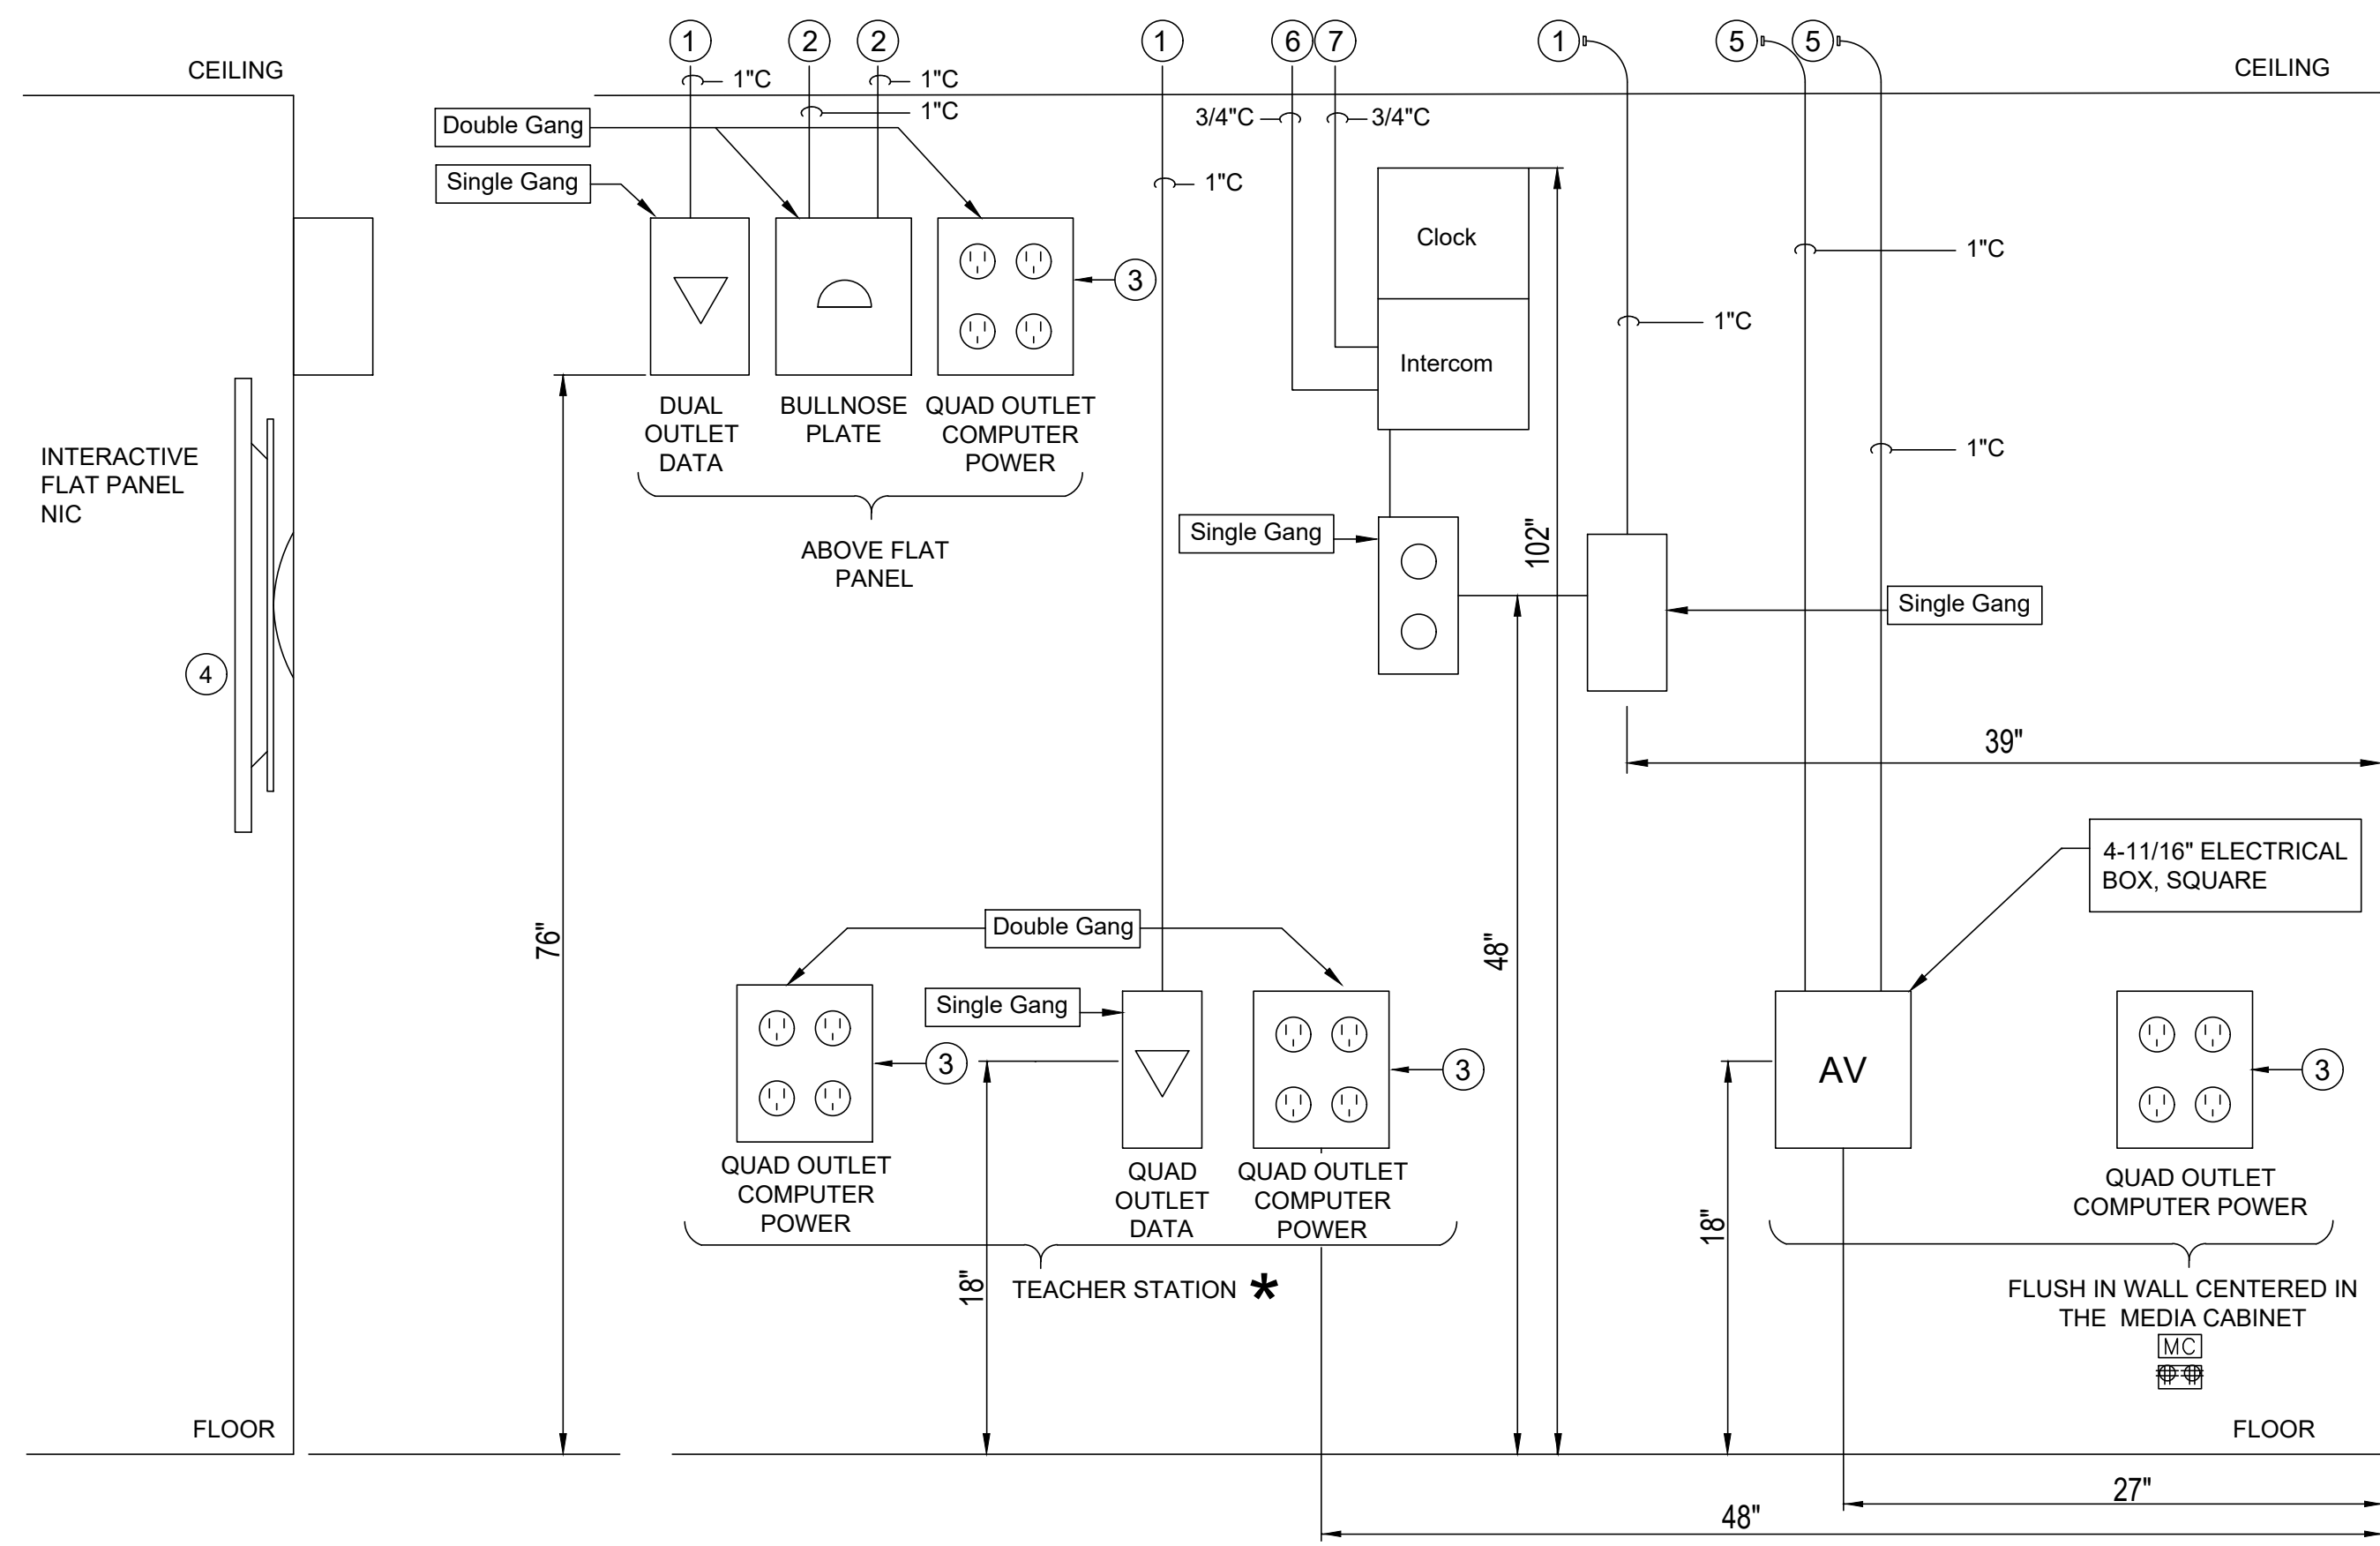 1
2
2
1
6
7
1
5
5
CEILING
CEILING
1"C
1"C
1"C
3/4"C
3/4"C
Double Gang
Single Gang
1"C
Clock
1"C
3
1"C
Intercom
DUAL
OUTLET
DATA
BULLNOSE
PLATE
QUAD OUTLET
COMPUTER
POWER
INTERACTIVE
FLAT PANEL
NIC
1"C
ABOVE FLAT
PANEL
Single Gang
102"
Single Gang
4
39"
4-11/16" ELECTRICAL
BOX, SQUARE
76"
Double Gang
48"
Single Gang
3
3
AV
3
QUAD OUTLET
COMPUTER
POWER
QUAD
OUTLET
DATA
QUAD OUTLET
COMPUTER
POWER
QUAD OUTLET
COMPUTER POWER
18"
18"
TEACHER STATION *
FLUSH IN WALL CENTERED IN
THE MEDIA CABINET
MC
FLOOR
FLOOR
27"
48"